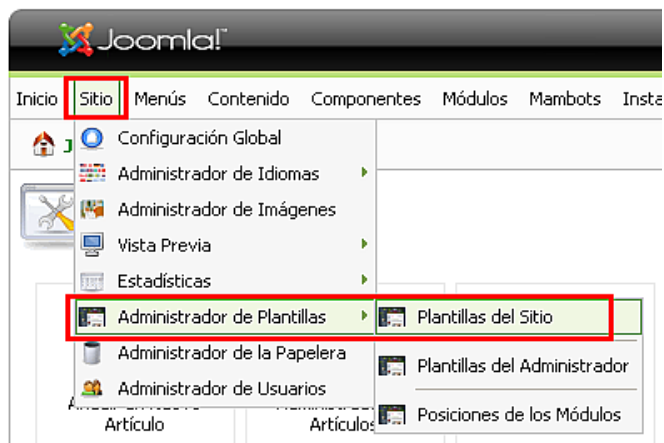 Joomla!™
Inicio Sitio Menús Contenido Componentes Módulos Mambots Insta
J
Configuración Global
Administrador de Idiomas
Administrador de Imágenes
Vista Previa
Estadísticas
Administrador de Plantillas
Plantillas del Sitio
Administrador de la Papelera
Plantillas del Administrador
Administrador de Usuarios
Posiciones de los Módulos
Artículo
Artículos